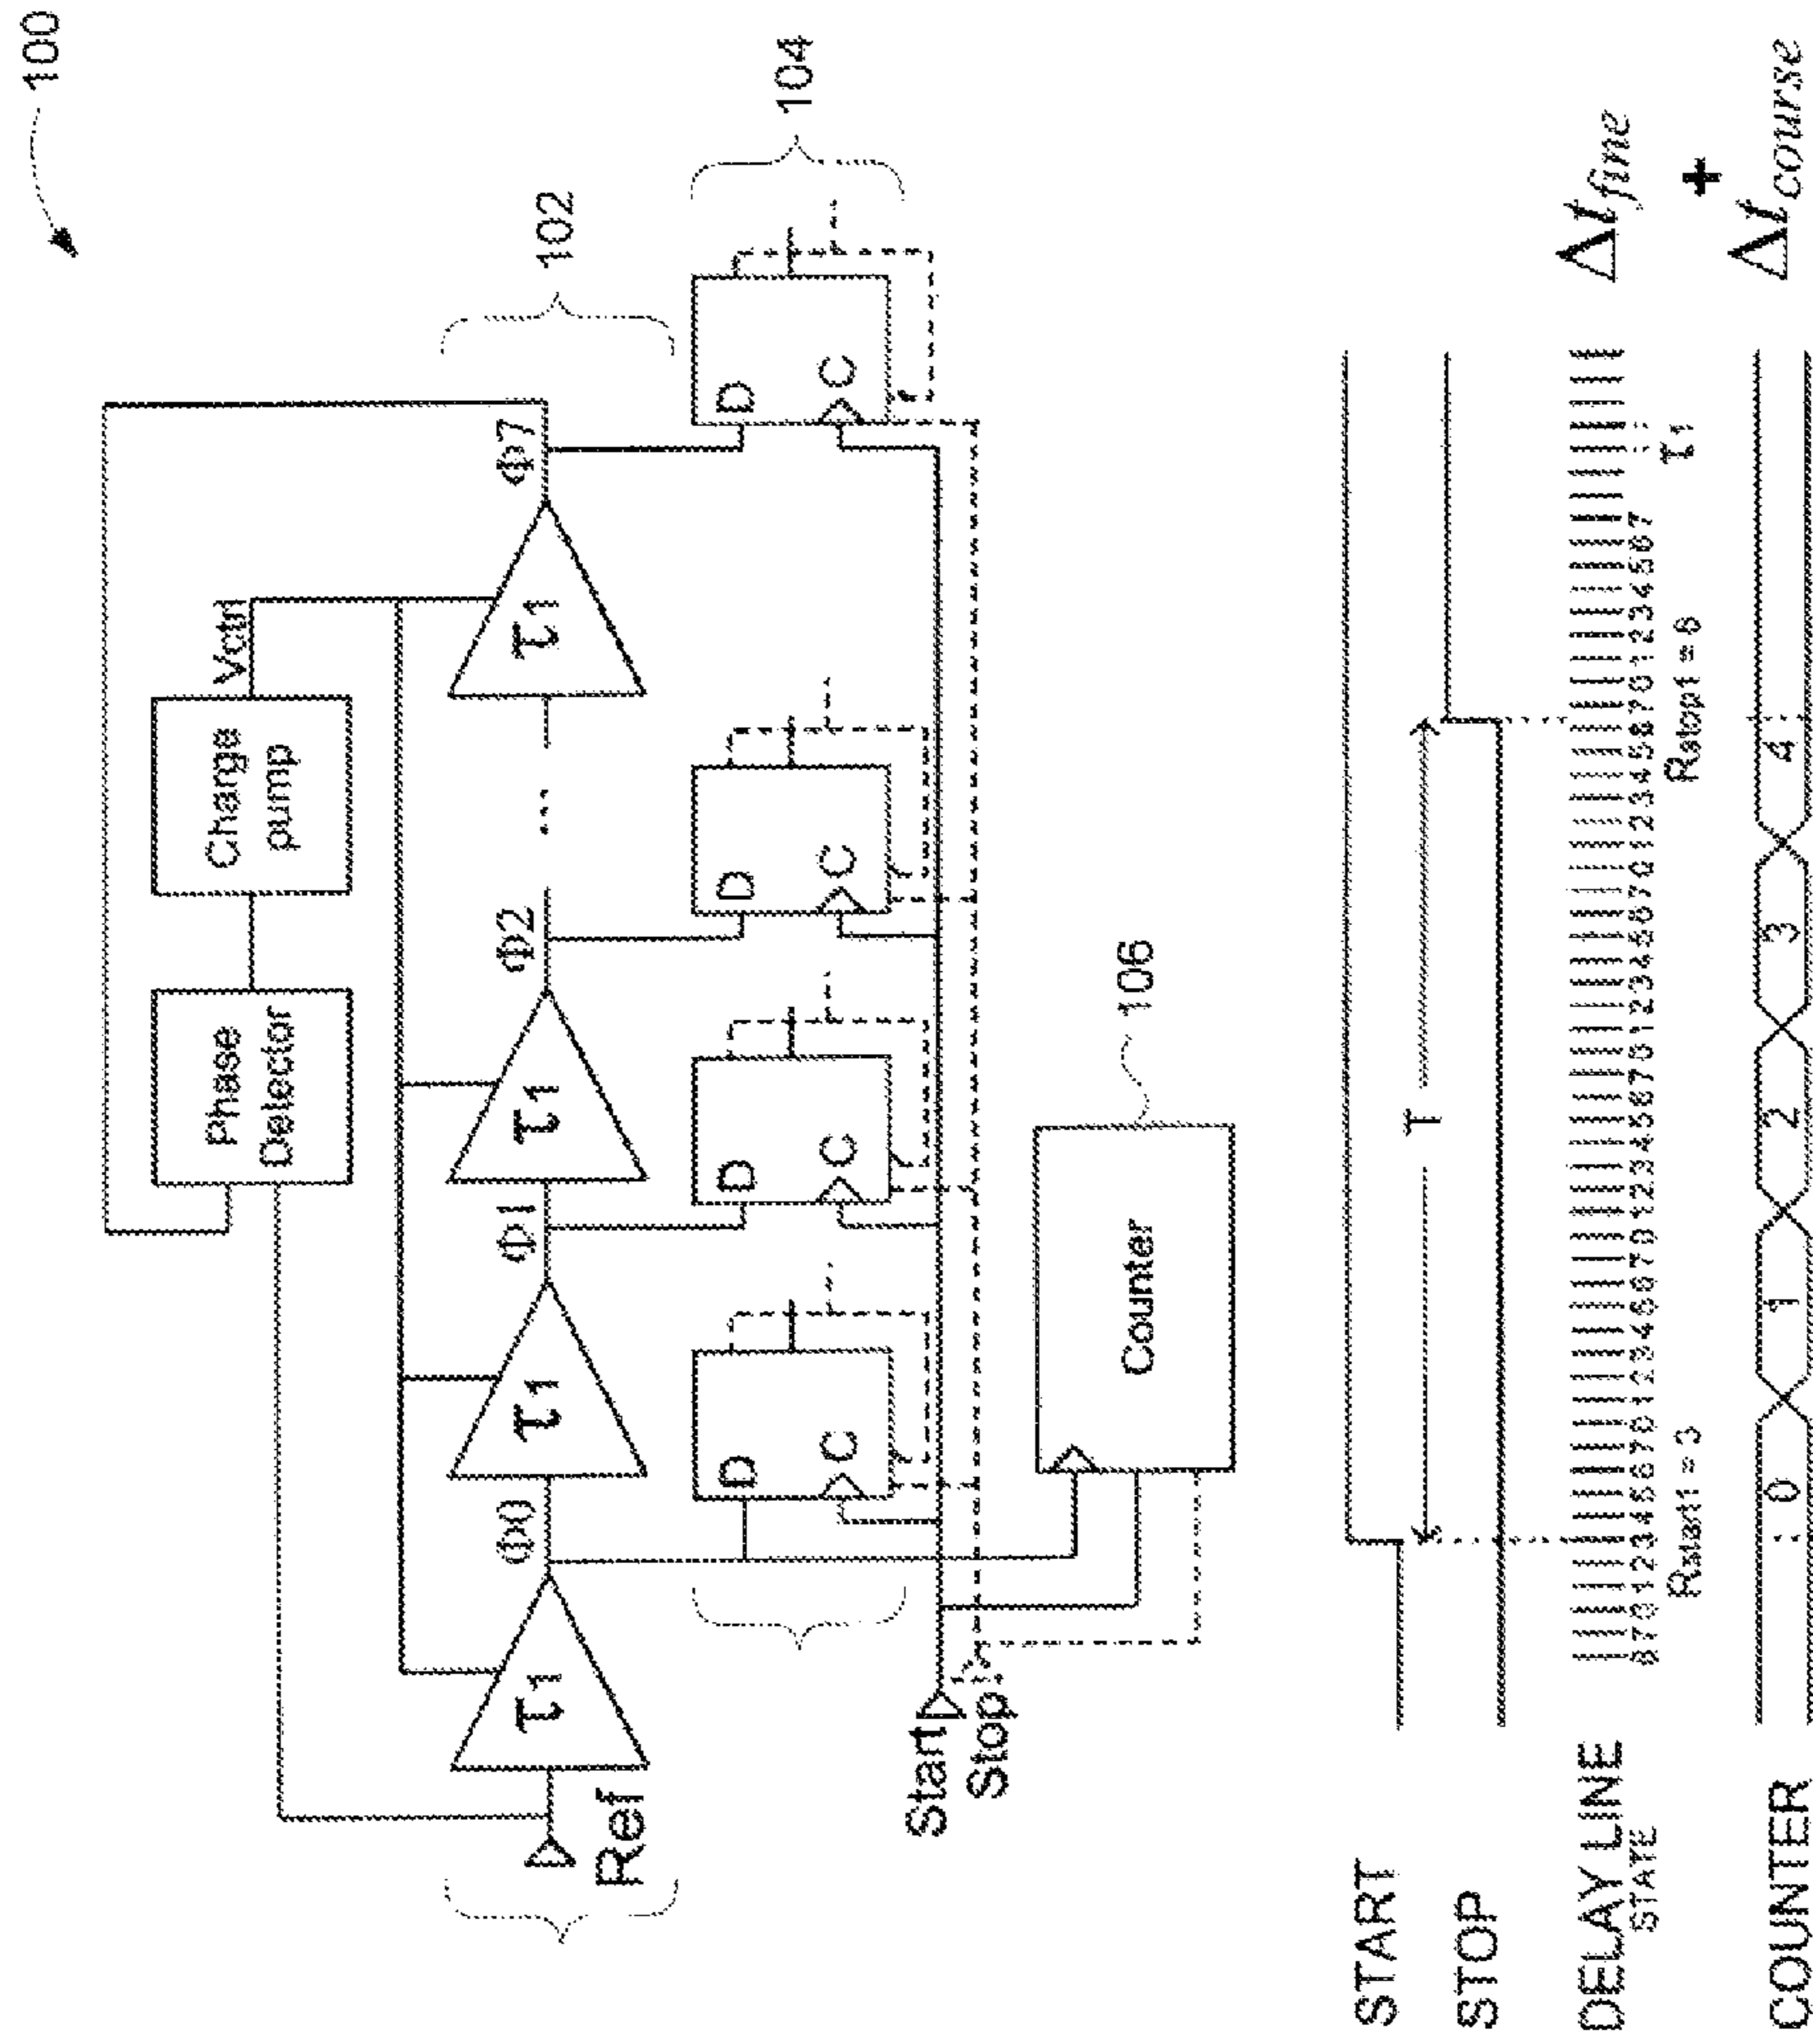 100
Phase
Detector
Charge
pump
Vctrl
102
Ref
τ1
Φ0
τ1
Φ1
τ1
Φ2
...
τ1
Φ7
104
D
C
D
C
D
C
D
C
Start
Stop
Counter
106
START
STOP
T
DELAY LINE
STATE
Rstart1 = 3
Rstop1 = 6
τ1
Δtfine
+
COUNTER
0
1
2
3
4
Δtcourse